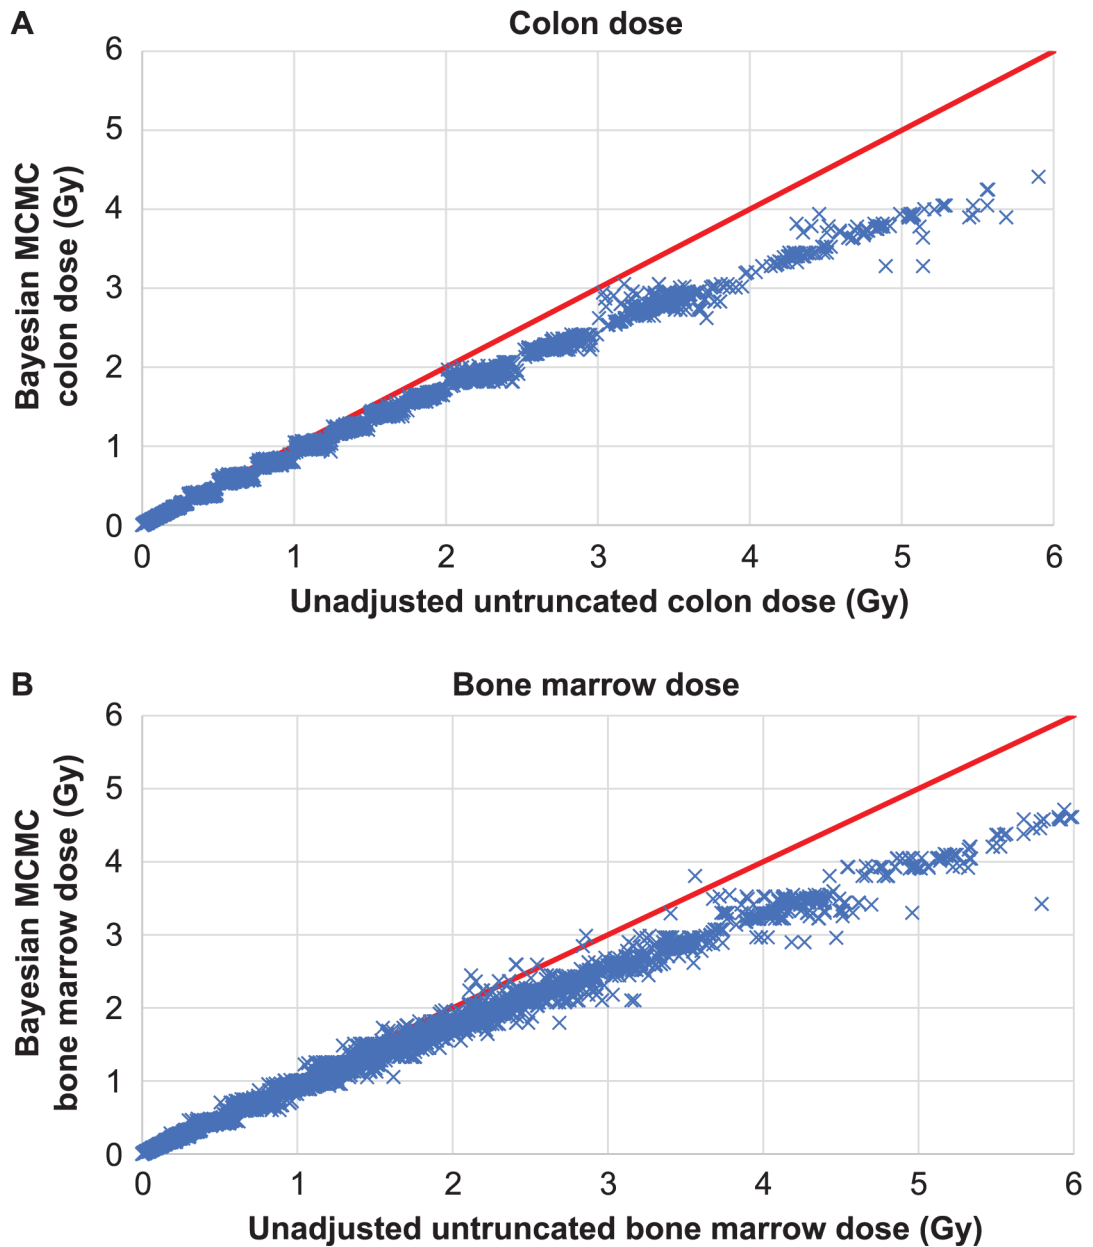 A
Colon dose
6
5
4
3
2
1
0
Bayesian MCMC
colon dose (Gy)
0 1 2 3 4 5 6
Unadjusted untruncated colon dose (Gy)
B
Bone marrow dose
6
5
4
3
2
1
0
Bayesian MCMC
bone marrow dose (Gy)
0 1 2 3 4 5 6
Unadjusted untruncated bone marrow dose (Gy)